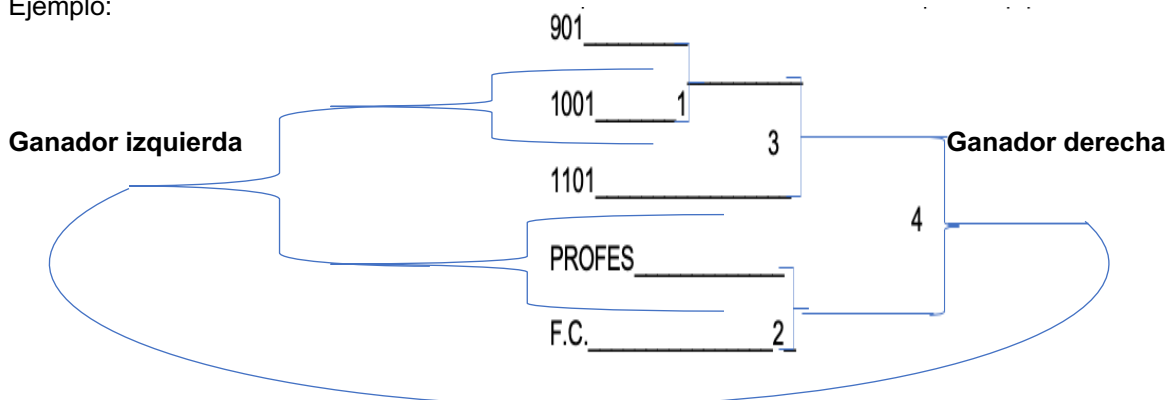 Ejemplo:
901
1001 1
Ganador izquierda 3 Ganador derecha
1101
4
PROFES
F.C. 2